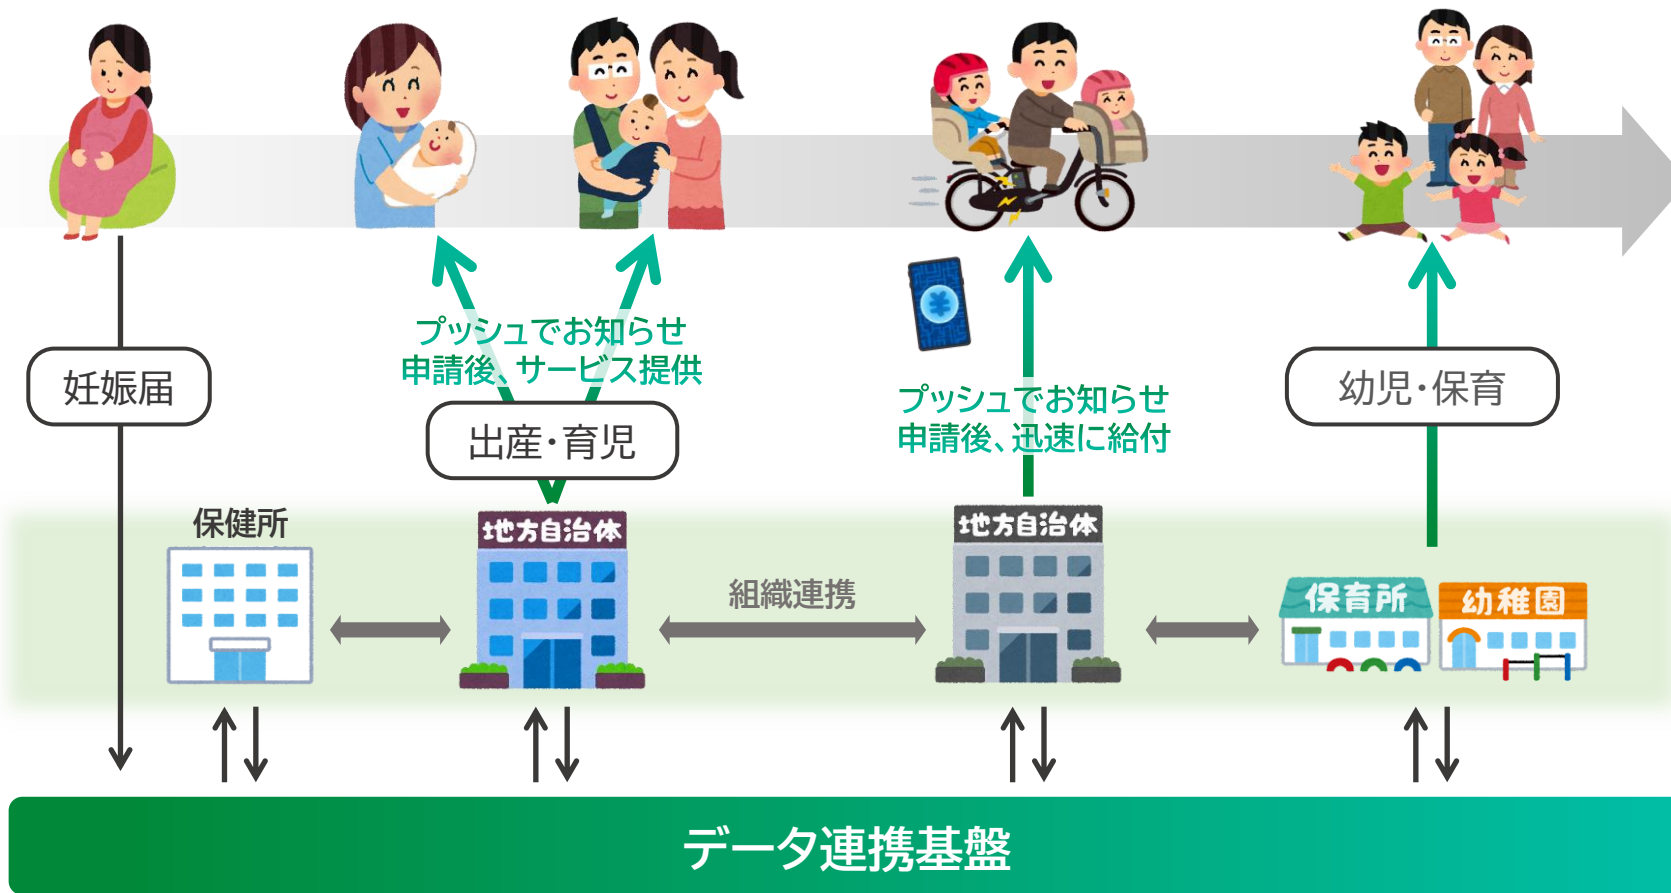 プッシュでお知らせ
申請後、サービス提供
妊娠届
出産・育児
プッシュでお知らせ
申請後、迅速に給付
幼児・保育
保健所
地方自治体
組織連携
地方自治体
保育所
幼稚園
¥
データ連携基盤